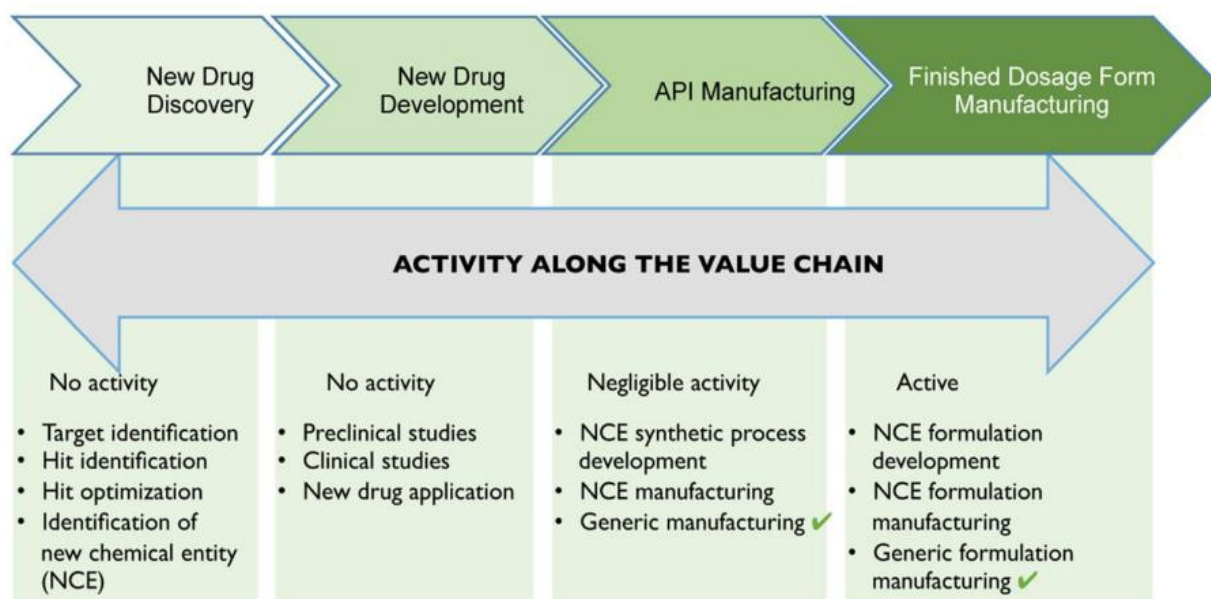 New Drug
Discovery
New Drug
Development
API Manufacturing
Finished Dosage Form
Manufacturing
ACTIVITY ALONG THE VALUE CHAIN
No activity
• Target identification
• Hit identification
• Hit optimization
• Identification of
new chemical entity
(NCE)
No activity
• Preclinical studies
• Clinical studies
• New drug application
Negligible activity
• NCE synthetic process
development
• NCE manufacturing
• Generic manufacturing ✔
Active
• NCE formulation
development
• NCE formulation
manufacturing
• Generic formulation
manufacturing ✔